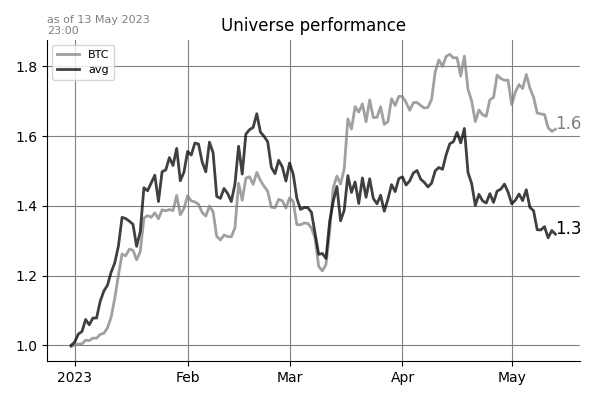 as of 13 May 2023
23:00
Universe performance
BTC
avg
1.8
1.6
1.4
1.2
1.0
1.6
1.3
2023
Feb
Mar
Apr
May